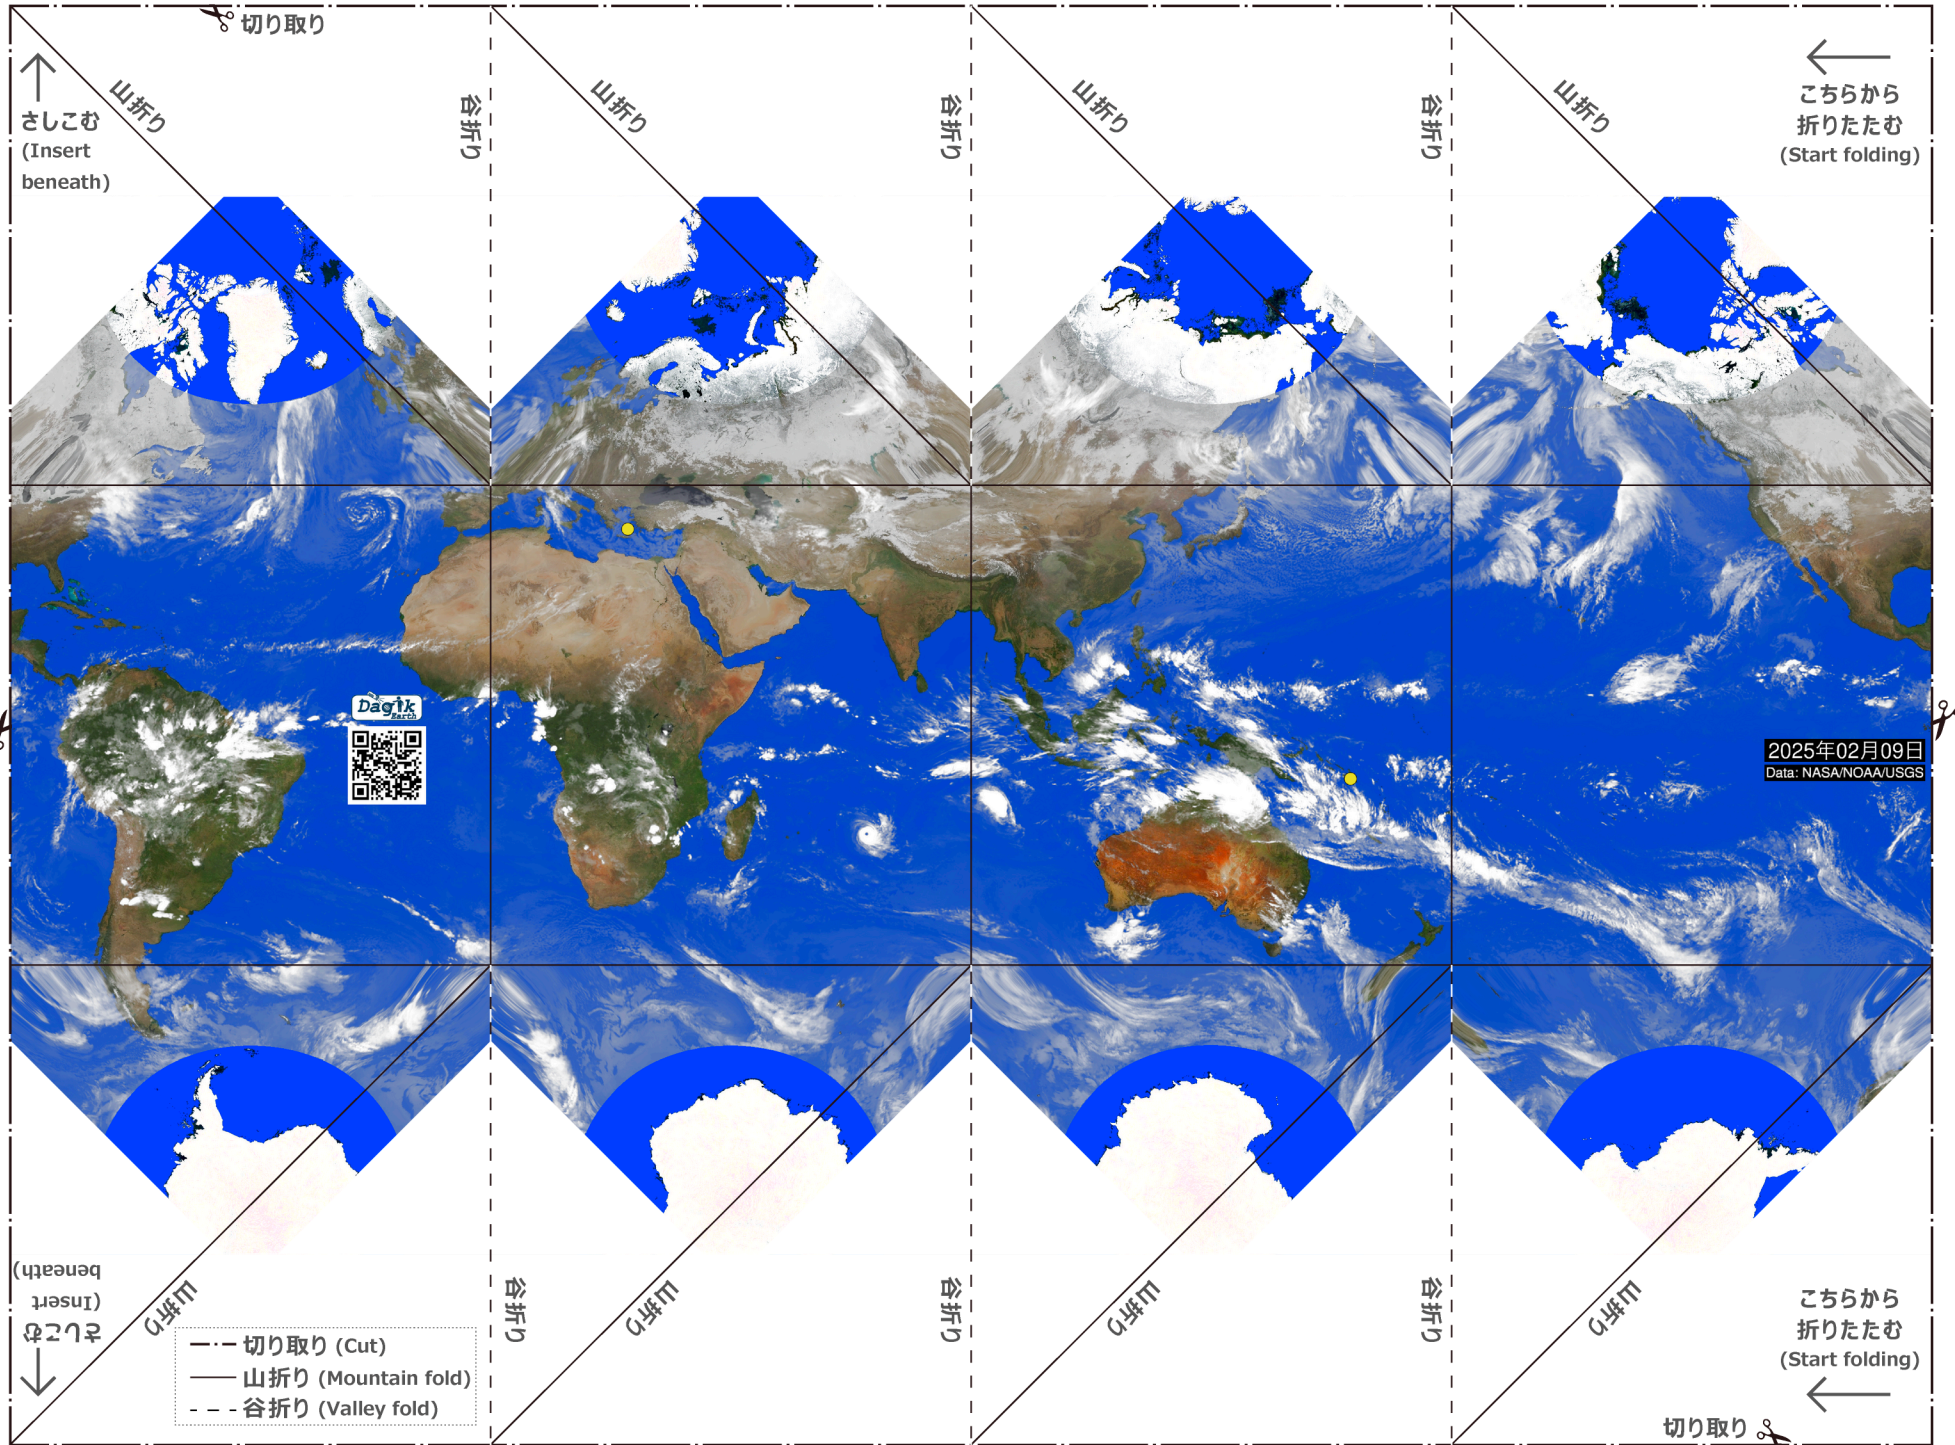 切り取り
さしこむ
(Insert
beneath)
山折り
谷折り
山折り
谷折り
山折り
谷折り
山折り
こちらから
折りたたむ
(Start folding)
Dagik
Earth
2025年02月09日
Data: NASA/NOAA/USGS
さしこむ
(Insert
beneath)
山折り
谷折り
山折り
谷折り
山折り
谷折り
山折り
こちらから
折りたたむ
(Start folding)
切り取り (Cut)
山折り (Mountain fold)
谷折り (Valley fold)
切り取り